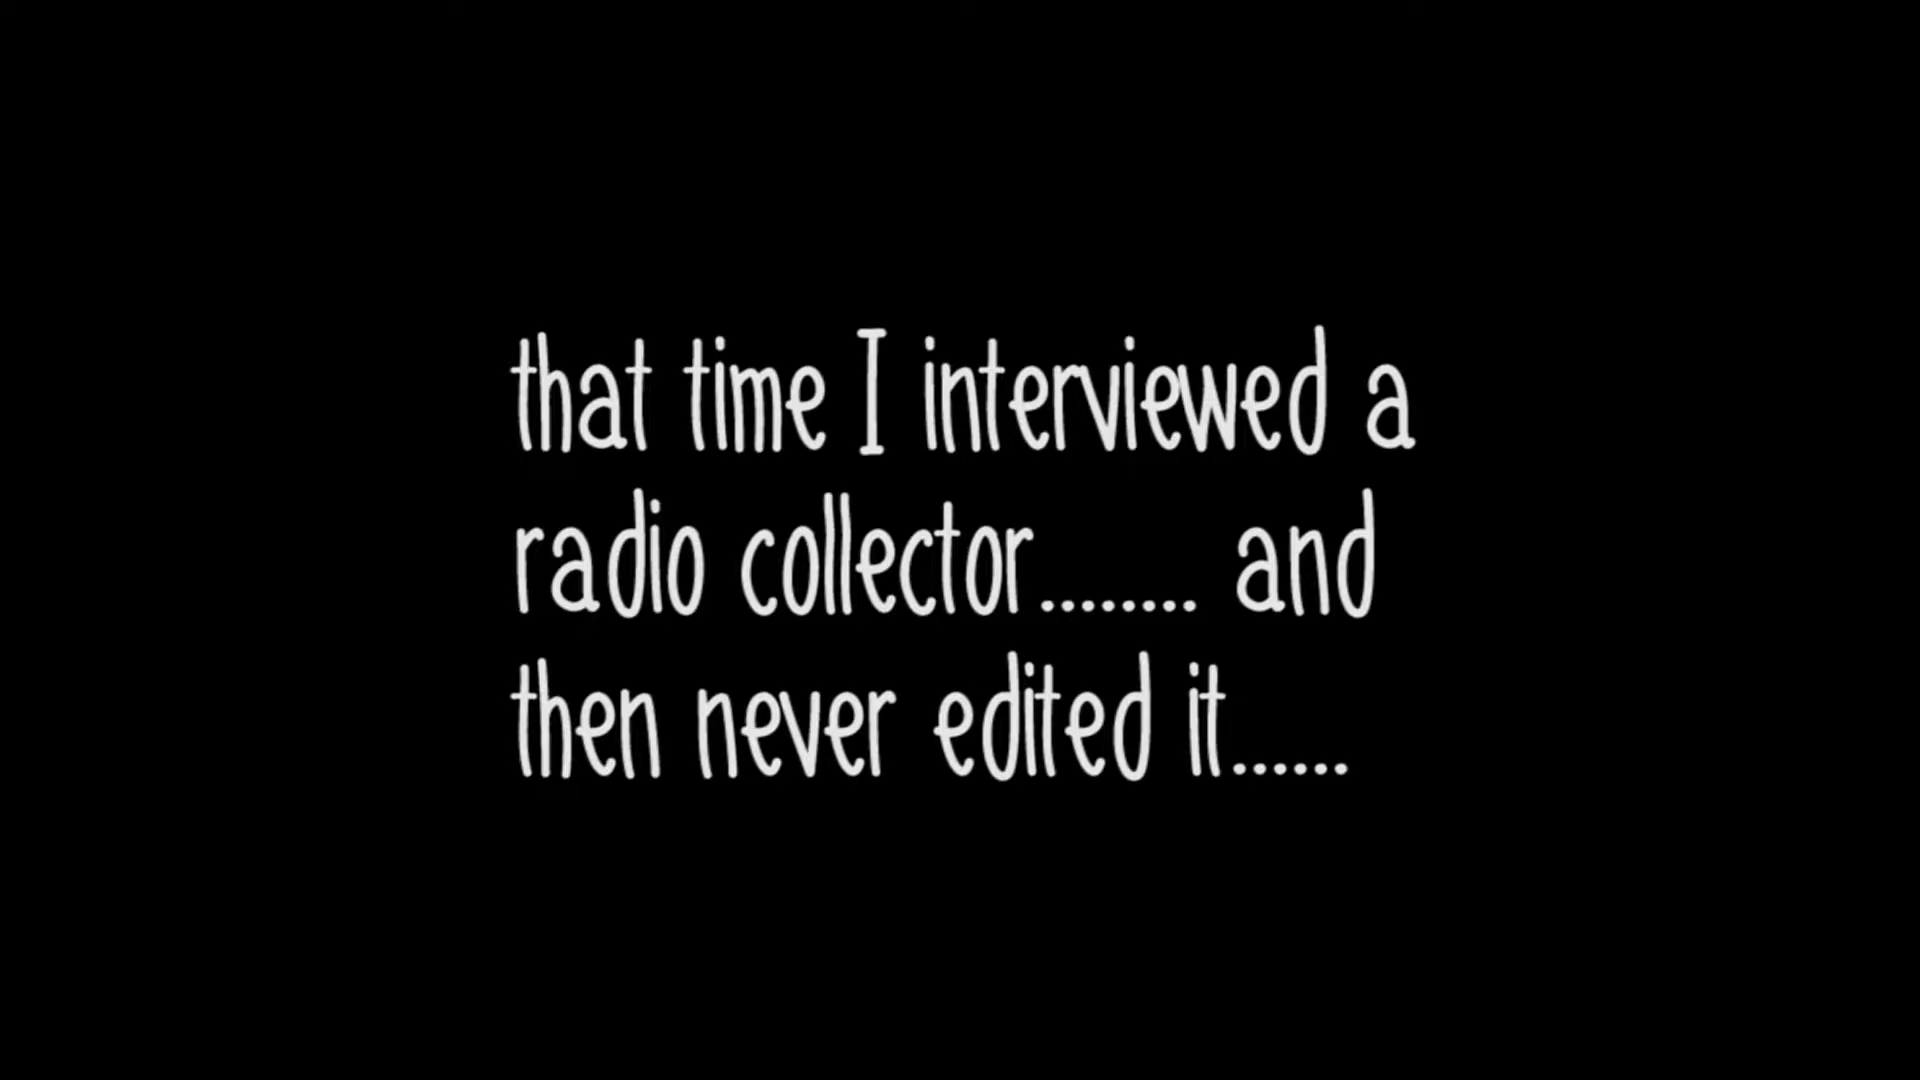 that time I interviewed a
radio collector........ and
then never edited it......